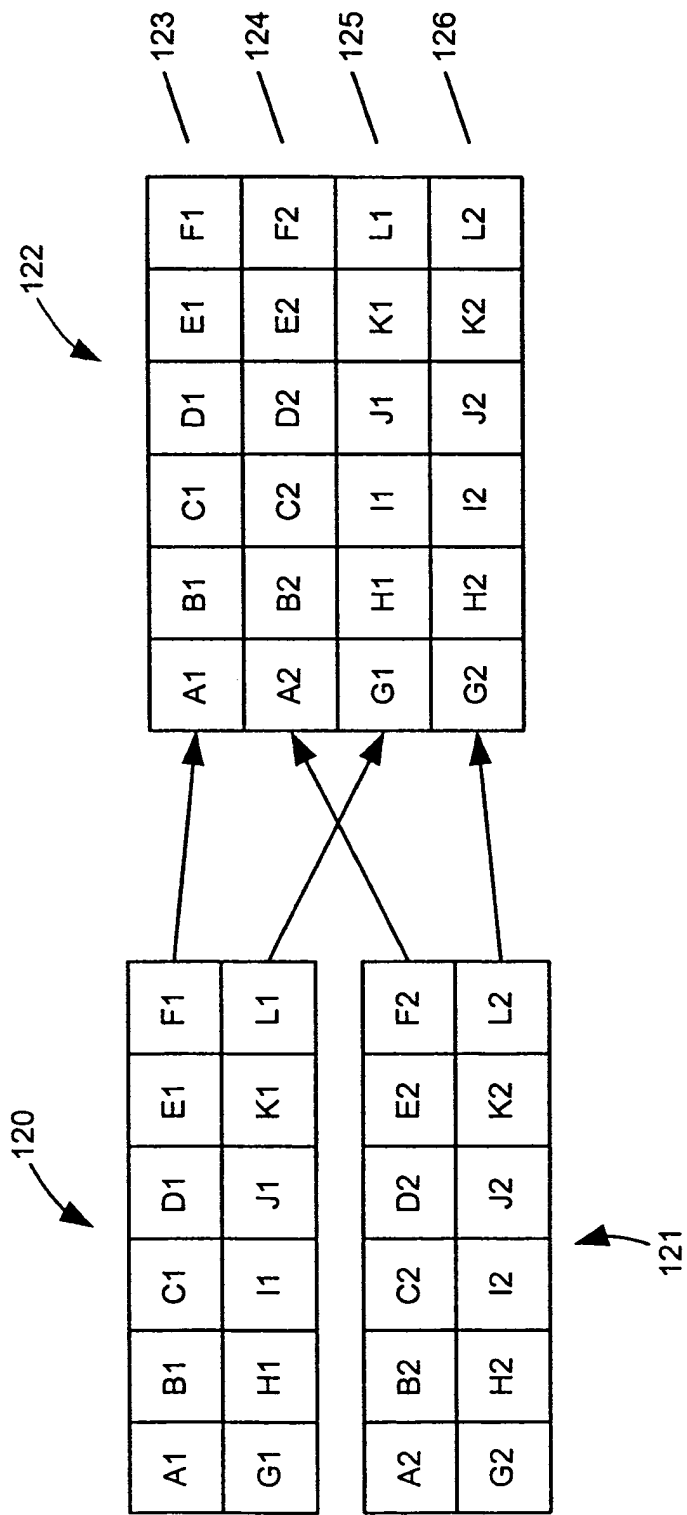 120
A1 B1 C1 D1 E1 F1
G1 H1 I1 J1 K1 L1
A2 B2 C2 D2 E2 F2
G2 H2 I2 J2 K2 L2
121
122
A1 B1 C1 D1 E1 F1 123
A2 B2 C2 D2 E2 F2 124
G1 H1 I1 J1 K1 L1 125
G2 H2 I2 J2 K2 L2 126